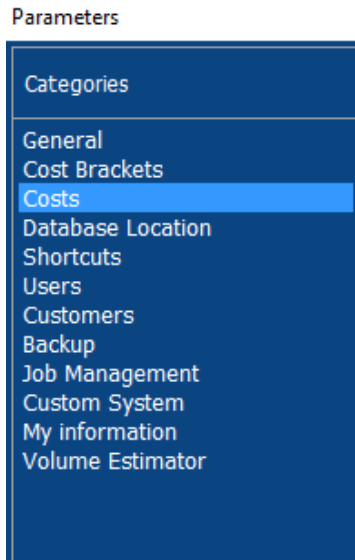 Parameters
Categories
General
Cost Brackets
Costs
Database Location
Shortcuts
Users
Customers
Backup
Job Management
Custom System
My information
Volume Estimator